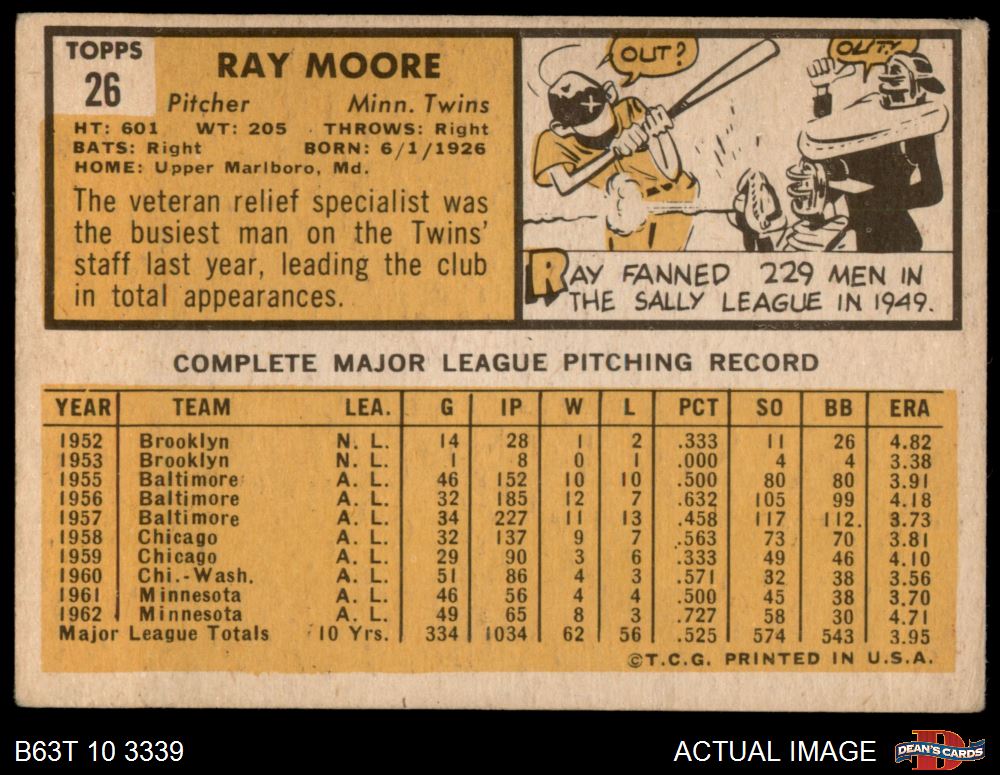 TOPPS
26
RAY MOORE
Pitcher Minn. Twins
HT: 601 WT: 205 THROWS: Right
BATS: Right BORN: 6/1/1926
HOME: Upper Marlboro, Md.
The veteran relief specialist was
the busiest man on the Twins'
staff last year, leading the club
in total appearances.
OUT?
OUT!
RAY FANNED 229 MEN IN
THE SALLY LEAGUE IN 1949.
COMPLETE MAJOR LEAGUE PITCHING RECORD
YEAR TEAM LEA. G IP W L PCT SO BB ERA
1952 Brooklyn N. L. 14 28 1 2 .333 11 26 4.82
1953 Brooklyn N. L. 1 8 0 1 .000 4 4 3.38
1955 Baltimore A. L. 46 152 10 10 .500 80 80 3.91
1956 Baltimore A. L. 32 185 12 7 .632 105 99 4.18
1957 Baltimore A. L. 34 227 11 13 .458 117 112. 3.73
1958 Chicago A. L. 32 137 9 7 .563 73 70 3.81
1959 Chicago A. L. 29 90 3 6 .333 49 46 4.10
1960 Chi.-Wash. A. L. 51 86 4 3 .571 32 38 3.56
1961 Minnesota A. L. 46 56 4 4 .500 45 38 3.70
1962 Minnesota A. L. 49 65 8 3 .727 58 30 4.71
Major League Totals 10 Yrs. 334 1034 62 56 .525 574 543 3.95
©T.C.G. PRINTED IN U.S.A.
B63T 10 3339
ACTUAL IMAGE
DEAN'S CARDS